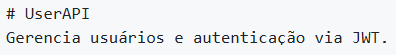 # UserAPI
Gerencia usuários e autenticação via JWT.